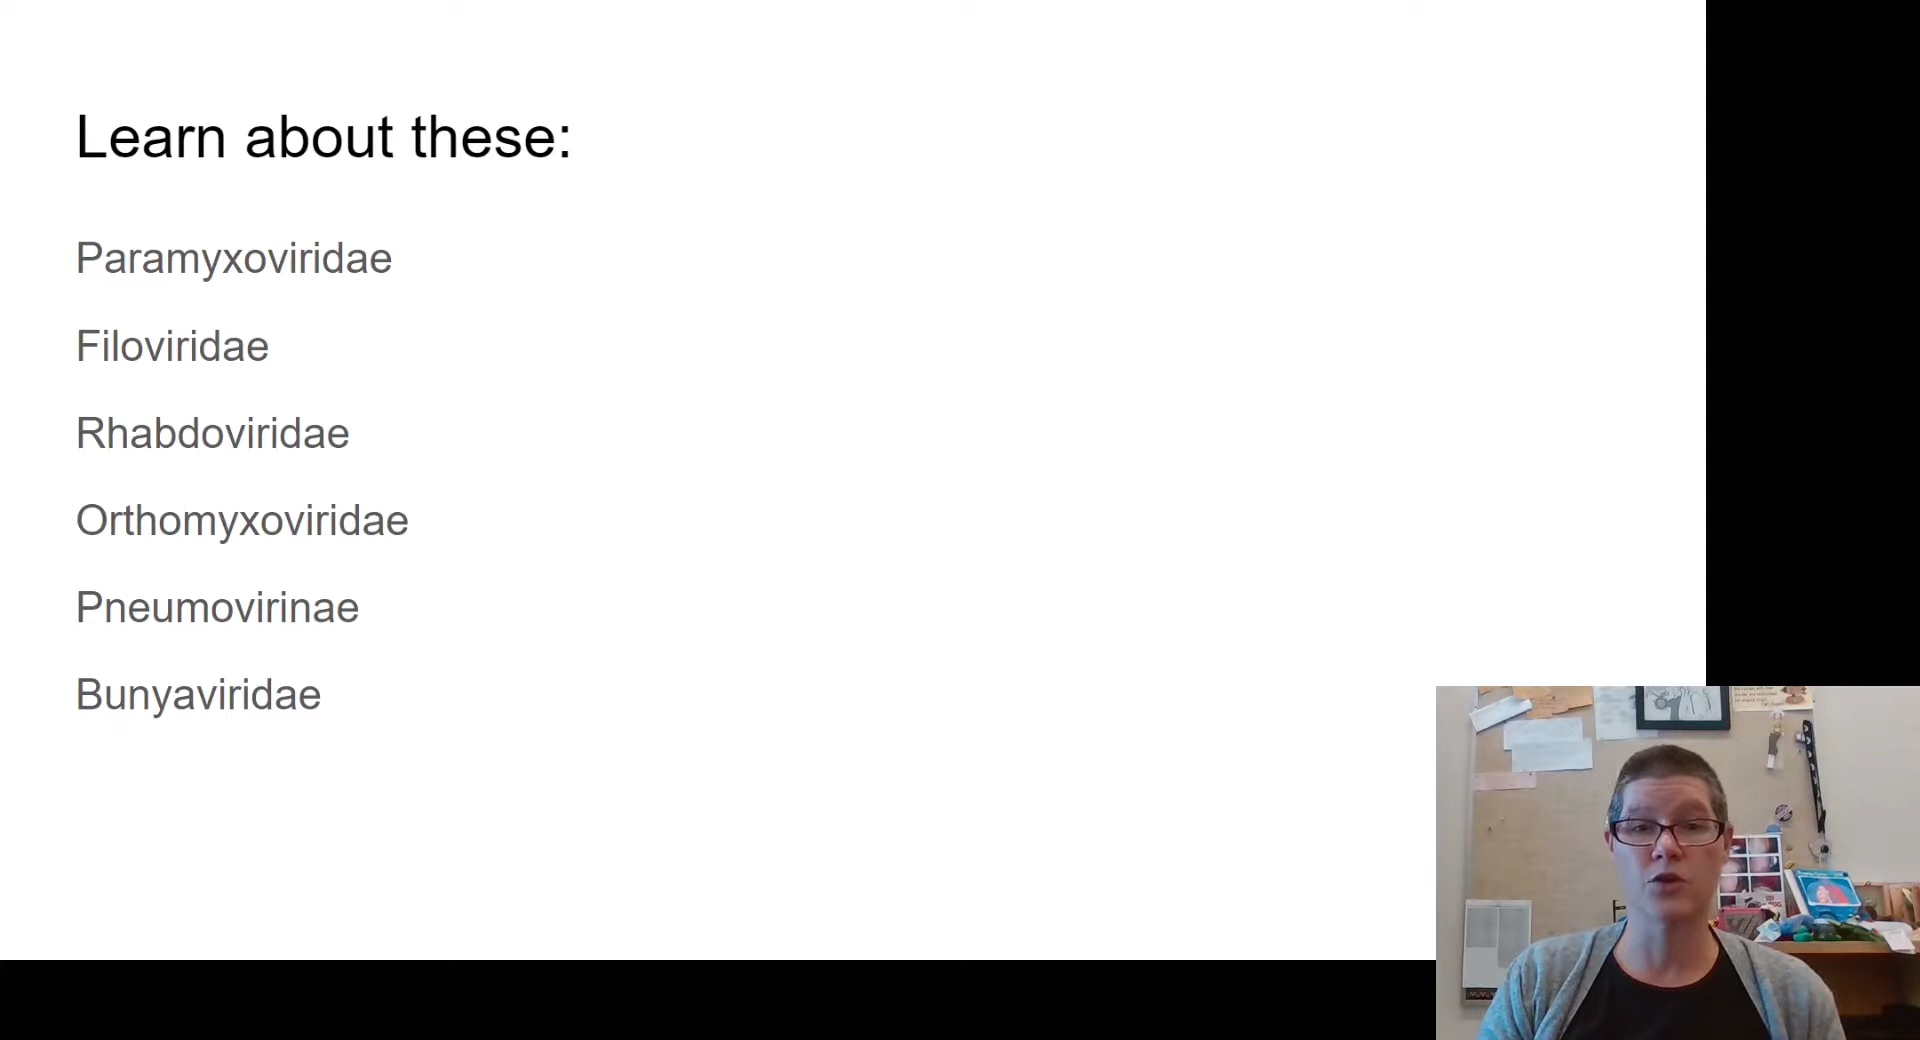 Learn about these:
Paramyxoviridae
Filoviridae
Rhabdoviridae
Orthomyxoviridae
Pneumovirinae
Bunyaviridae